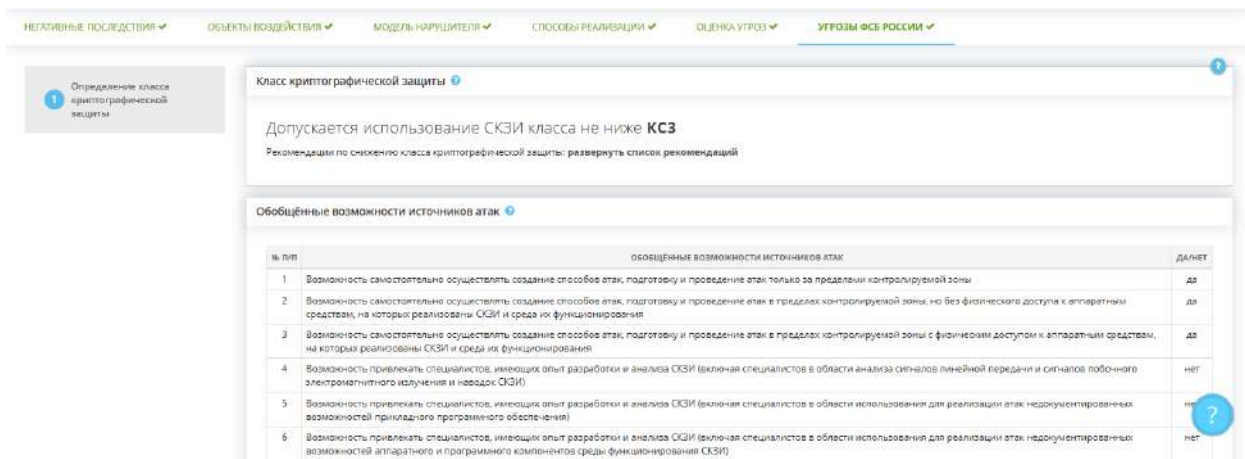 НЕГАТИВНЫЕ ПОСЛЕДСТВИЯ ✔ ОБЪЕКТЫ ВОЗДЕЙСТВИЯ ✔ МОДЕЛЬ НАРУШИТЕЛЯ ✔ СПОСОБЫ РЕАЛИЗАЦИИ ✔ ОЦЕНКА УГРОЗ ✔ УГРОЗЫ ФСБ РОССИИ ✔
1 Определение класса
криптографической
защиты
Класс криптографической защиты ?
Допускается использование СКЗИ класса не ниже КС3
Рекомендации по снижению класса криптографической защиты: развернуть список рекомендаций
Обобщённые возможности источников атак ?
№ П/П ОБОБЩЁННЫЕ ВОЗМОЖНОСТИ ИСТОЧНИКОВ АТАК ДА/НЕТ
1 Возможность самостоятельно осуществлять создание способов атак, подготовку и проведение атак только за пределами контролируемой зоны да
2 Возможность самостоятельно осуществлять создание способов атак, подготовку и проведение атак в пределах контролируемой зоны, но без физического доступа к аппаратным да
средствам, на которых реализованы СКЗИ и среда их функционирования
3 Возможность самостоятельно осуществлять создание способов атак, подготовку и проведение атак в пределах контролируемой зоны с физическим доступом к аппаратным средствам, да
на которых реализованы СКЗИ и среда их функционирования
4 Возможность привлекать специалистов, имеющих опыт разработки и анализа СКЗИ (включая специалистов в области анализа сигналов линейной передачи и сигналов побочного нет
электромагнитного излучения и наводок СКЗИ)
5 Возможность привлекать специалистов, имеющих опыт разработки и анализа СКЗИ (включая специалистов в области использования для реализации атак недокументированных
возможностей прикладного программного обеспечения)
?
6 Возможность привлекать специалистов, имеющих опыт разработки и анализа СКЗИ (включая специалистов в области использования для реализации атак недокументированных нет
возможностей аппаратного и программного компонентов среды функционирования СКЗИ)